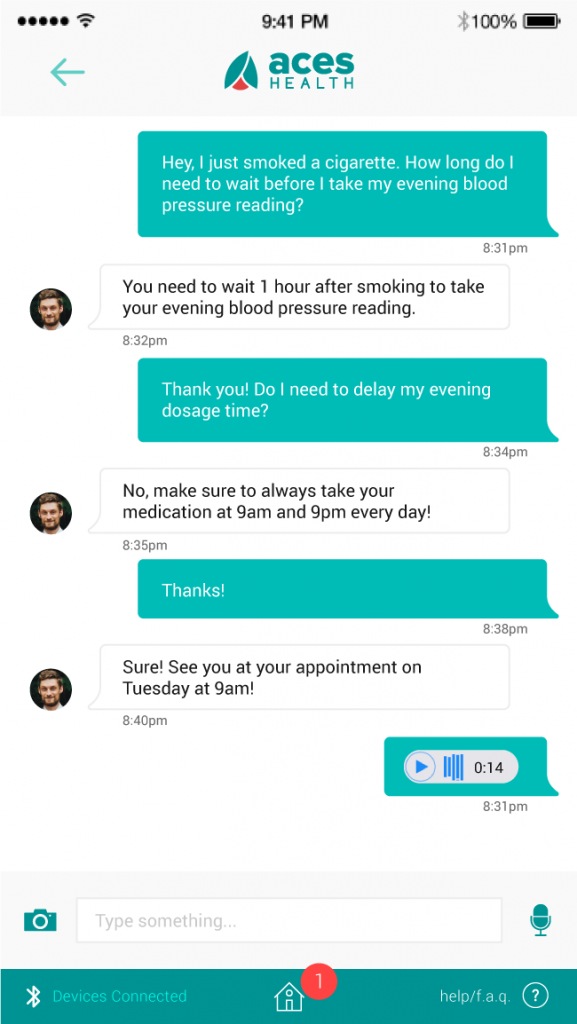 9:41 PM
100%
aces
HEALTH
Hey, I just smoked a cigarette. How long do I
need to wait before I take my evening blood
pressure reading?
8:31pm
You need to wait 1 hour after smoking to take
your evening blood pressure reading.
8:32pm
Thank you! Do I need to delay my evening
dosage time?
8:34pm
No, make sure to always take your
medication at 9am and 9pm every day!
8:35pm
Thanks!
8:38pm
Sure! See you at your appointment on
Tuesday at 9am!
8:40pm
0:14
8:31pm
Type something...
1
Devices Connected
help/f.a.q. ?